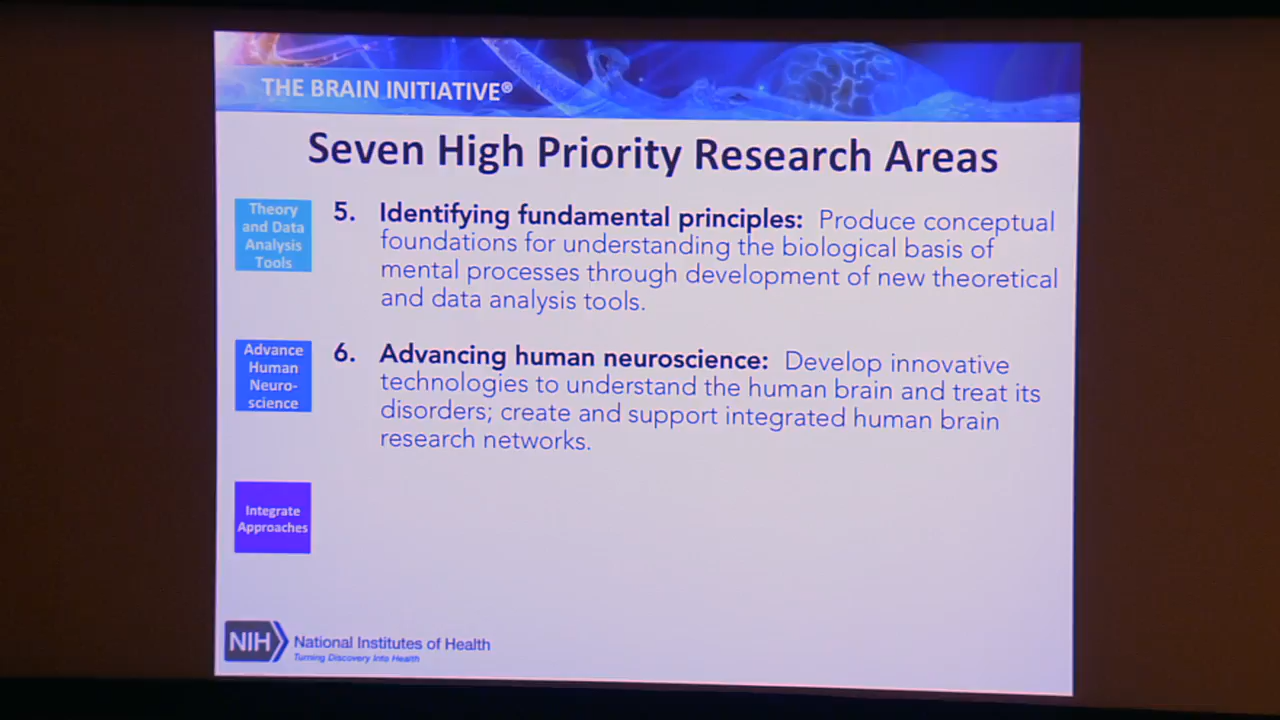 THE BRAIN INITIATIVE®
Seven High Priority Research Areas
Theory
and Data
Analysis
Tools
5. Identifying fundamental principles: Produce conceptual
foundations for understanding the biological basis of
mental processes through development of new theoretical
and data analysis tools.
Advance
Human
Neuro-
science
6. Advancing human neuroscience: Develop innovative
technologies to understand the human brain and treat its
disorders; create and support integrated human brain
research networks.
Integrate
Approaches
NIH
National Institutes of Health
Turning Discovery Into Health